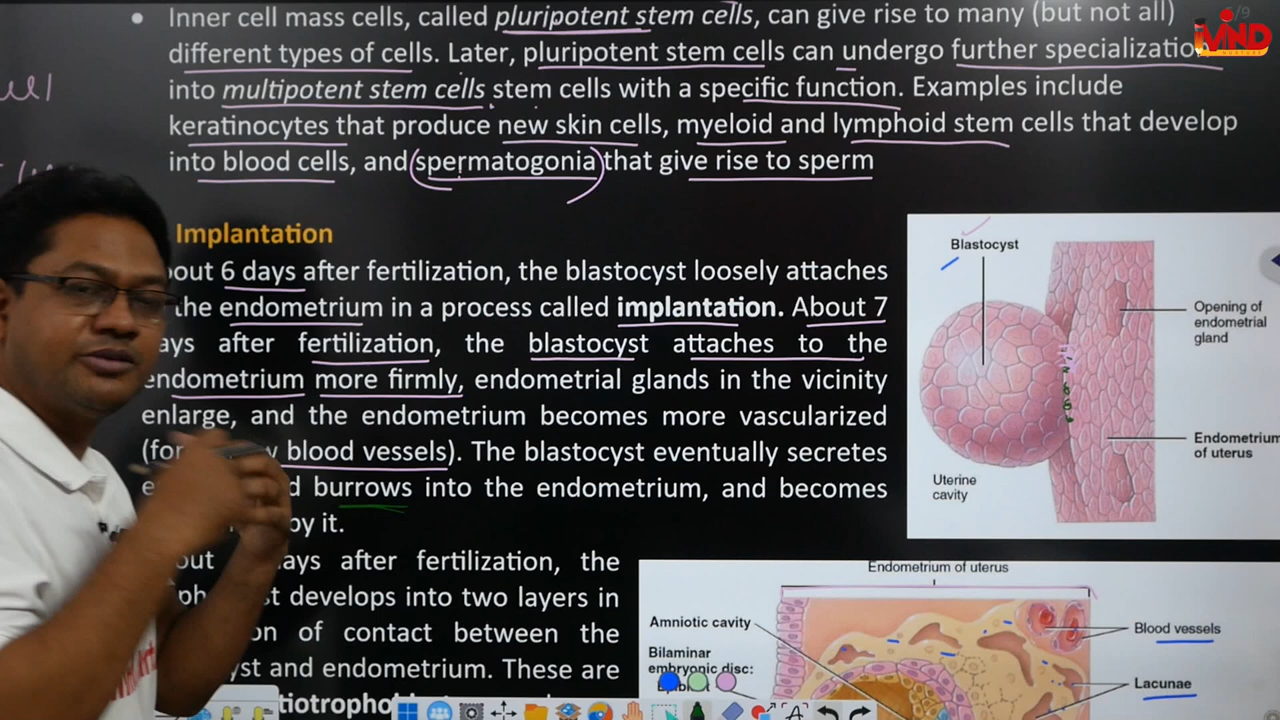 Inner cell mass cells, called pluripotent stem cells, can give rise to many (but not all)
different types of cells. Later, pluripotent stem cells can undergo further specialization
into multipotent stem cells stem cells with a specific function. Examples include
keratinocytes that produce new skin cells, myeloid and lymphoid stem cells that develop
into blood cells, and spermatogonia that give rise to sperm
/9
MIND
Implantation
6 days after fertilization, the blastocyst loosely attaches
the endometrium in a process called implantation. About 7
after fertilization, the blastocyst attaches to the
endometrium more firmly, endometrial glands in the vicinity
enlarge, and the endometrium becomes more vascularized
blood vessels). The blastocyst eventually secretes
burrows into the endometrium, and becomes
by it.
after fertilization, the
develops into two layers in
of contact between the
and endometrium. These are
Blastocyst
Opening of
endometrial
gland
Endometrium
of uterus
Uterine
cavity
Endometrium of uterus
Amniotic cavity
Bilaminar
embryonic disc:
Blood vessels
Lacunae